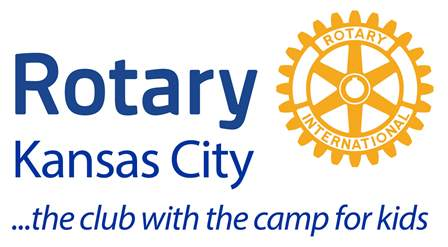 Rotary
ROTARY
INTERNATIONAL
Kansas City
...the club with the camp for kids